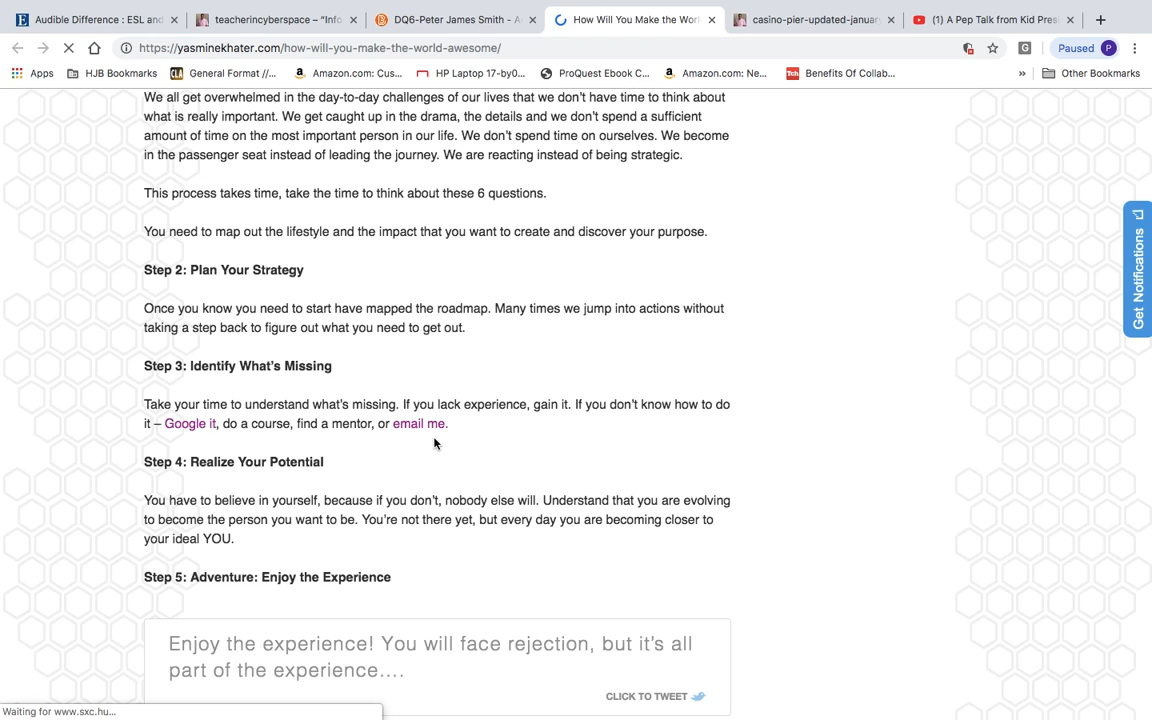 Audible Difference : ESL and
teacherincyberspace – “Info
DQ6-Peter James Smith - A
How Will You Make the Wor
casino-pier-updated-januar
(1) A Pep Talk from Kid Pres
https://yasminekhater.com/how-will-you-make-the-world-awesome/
Paused P
Apps HJB Bookmarks CLA General Format //... Amazon.com: Cus... HP Laptop 17-by0... ProQuest Ebook C... Amazon.com: Ne... Tch Benefits Of Collab... » Other Bookmarks
We all get overwhelmed in the day-to-day challenges of our lives that we don’t have time to think about
what is really important. We get caught up in the drama, the details and we don’t spend a sufficient
amount of time on the most important person in our life. We don’t spend time on ourselves. We become
in the passenger seat instead of leading the journey. We are reacting instead of being strategic.
This process takes time, take the time to think about these 6 questions.
You need to map out the lifestyle and the impact that you want to create and discover your purpose.
Step 2: Plan Your Strategy
Once you know you need to start have mapped the roadmap. Many times we jump into actions without
taking a step back to figure out what you need to get out.
Step 3: Identify What’s Missing
Take your time to understand what’s missing. If you lack experience, gain it. If you don’t know how to do
it – Google it, do a course, find a mentor, or email me.
Step 4: Realize Your Potential
You have to believe in yourself, because if you don’t, nobody else will. Understand that you are evolving
to become the person you want to be. You’re not there yet, but every day you are becoming closer to
your ideal YOU.
Step 5: Adventure: Enjoy the Experience
Enjoy the experience! You will face rejection, but it’s all
part of the experience....
CLICK TO TWEET
Get Notifications
Waiting for www.sxc.hu...